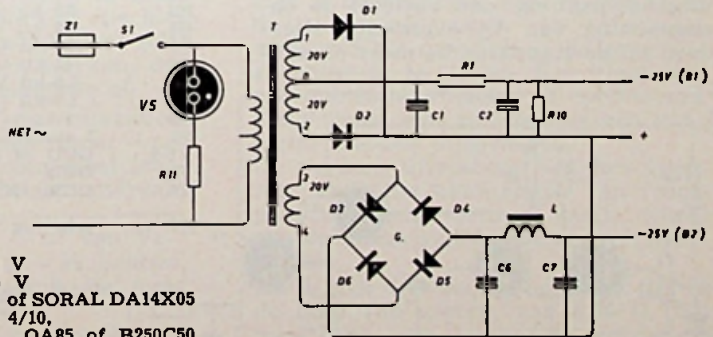 Z1
S1
T
D1
1
20V
0
20V
2
R1
-25V (B1)
V5
C1
C2
R10
D2
+
NET ~
R11
3
20V
4
D3
D4
G.
D6
D5
L
-25V (B2)
C6
C7
V
V
of SORAL DA14X05
4/10,
OA85 of B250C50